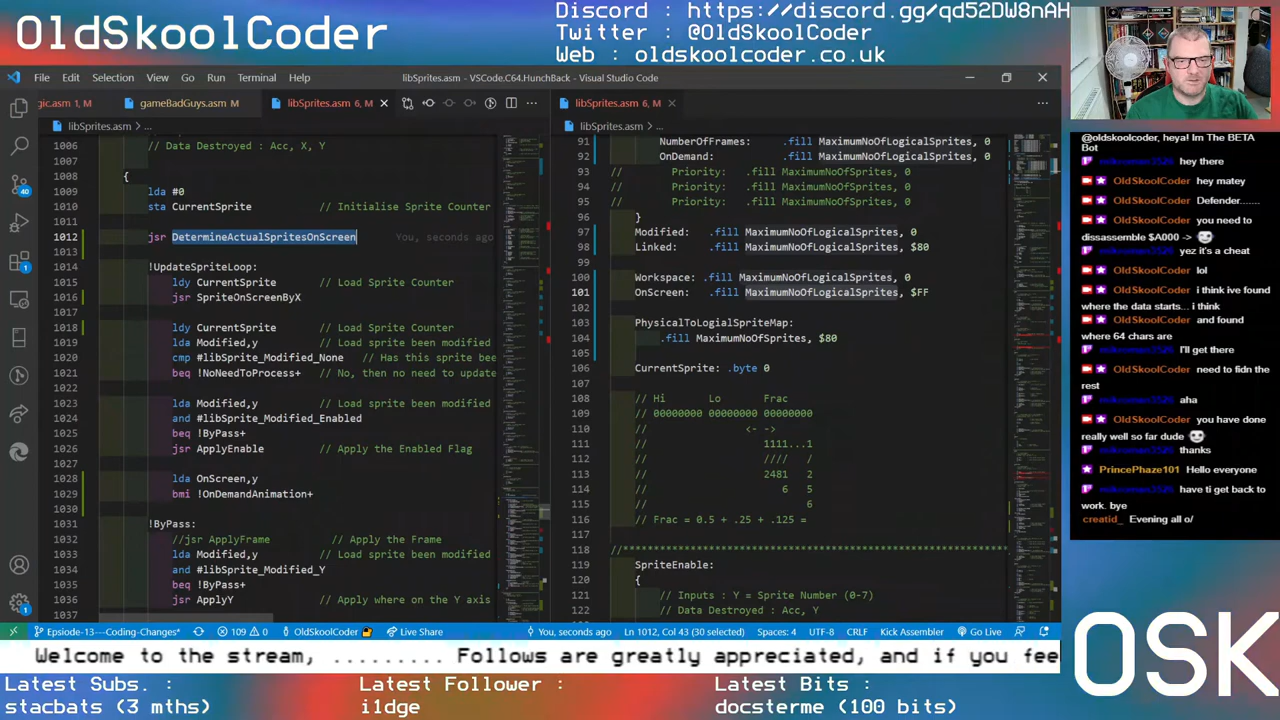 OldSkoolCoder
Discord : https://discord.gg/qd52DW8nAH
Twitter : @OldSkoolCoder
Web : oldskoolcoder.co.uk
File Edit Selection View Go Run Terminal Help
libSprites.asm - VSCode.C64.HunchBack - Visual Studio Code
gic.asm 1, M
gameBadGuys.asm M
libSprites.asm 6, M
libSprites.asm > ...
1006 // Data Destroyed : Acc, X, Y
1007
1008 {
1009 lda #0
1010 sta CurrentSprite // Initialise Sprite Counter
1011
1012 jsr DetermineActualSpritesOnScreen You, seconds ago
1013
1014 !UpdateSpriteLoop:
1015 ldy CurrentSprite // Load Sprite Counter
1016 jsr SpriteOnScreenByX
1017
1018 ldy CurrentSprite // Load Sprite Counter
1019 lda Modified,y // Load sprite been modified
1020 cmp #libSprite_Modified_None // Has this sprite bee
1021 beq !NoNeedToProcess+ // No, then no need to update
1022
1023 lda Modified,y // Load sprite been modified
1024 and #libSprite_Modified_Enabled
1025 beq !ByPass+
1026 jsr ApplyEnable // Apply the Enabled Flag
1027
1028 lda OnScreen,y
1029 bmi !OnDemandAnimation+
1030
1031 !ByPass:
1032 //jsr ApplyFrame // Apply the Frame
1033 lda Modified,y // Load sprite been modified
1034 and #libSprite_Modified_Y
1035 beq !ByPass+
1036 jsr ApplyY // Apply where on the Y axis
1037
libSprites.asm 6, M
libSprites.asm > ...
91 NumberOfFrames: .fill MaximumNoOfLogicalSprites, 0
92 OnDemand: .fill MaximumNoOfLogicalSprites, 0
93 // Priority: .fill MaximumNoOfSprites, 0
94 // Priority: .fill MaximumNoOfSprites, 0
95 // Priority: .fill MaximumNoOfSprites, 0
96 }
97 Modified: .fill MaximumNoOfLogicalSprites, 0
98 Linked: .fill MaximumNoOfLogicalSprites, $80
99
100 Workspace: .fill MaximumNoOfLogicalSprites, 0
101 OnScreen: .fill MaximumNoOfLogicalSprites, $FF
102
103 PhysicalToLogialSpriteMap:
104 .fill MaximumNoOfSprites, $80
105
106 CurrentSprite: .byte 0
107
108 // Hi Lo Frac
109 // 00000000 00000000 00000000
110 // <- ->
111 // 1111...1
112 // //// /
113 // 2481 2
114 // 6 5
115 // 6
116 // Frac = 0.5 + .25 + .125 =
117
118 //****************************************************************
119 SpriteEnable:
120 {
121 // Inputs : Y = Sprite Number (0-7)
122 // Data Destroyed : Acc, Y
40
1
1
Epsiode-13---Coding-Changes* 109 0 OldSkoolCoder Live Share
You, seconds ago Ln 1012, Col 43 (30 selected) Spaces: 4 UTF-8 CRLF Kick Assembler Go Live
@oldskoolcoder, heya! Im The BETA
Bot
hey there
OldSkoolCoder hey matey
OldSkoolCoder Defender.......
OldSkoolCoder you need to
dissassemble $A000 ->
yez it's a cheat
OldSkoolCoder lol
OldSkoolCoder i think ive found
where the data starts... i think
OldSkoolCoder and found
where 64 chars are
I'll get there
OldSkoolCoder need to fidn the
rest
aha
OldSkoolCoder you have done
really well so far dude
thanks
PrincePhaze101 Hello everyone
have ti get back to
work. bye
creatid_ Evening all o/
Welcome to the stream, ......... Follows are greatly appreciated, and if you fee
Latest Subs. :
stacbats (3 mths)
Latest Follower :
i1dge
Latest Bits :
docsterme (100 bits)
OSK